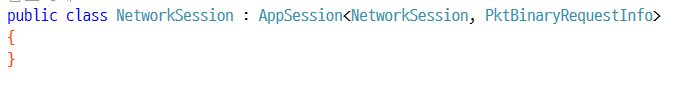 public class NetworkSession : AppSession<NetworkSession, PktBinaryRequestInfo>
{
}